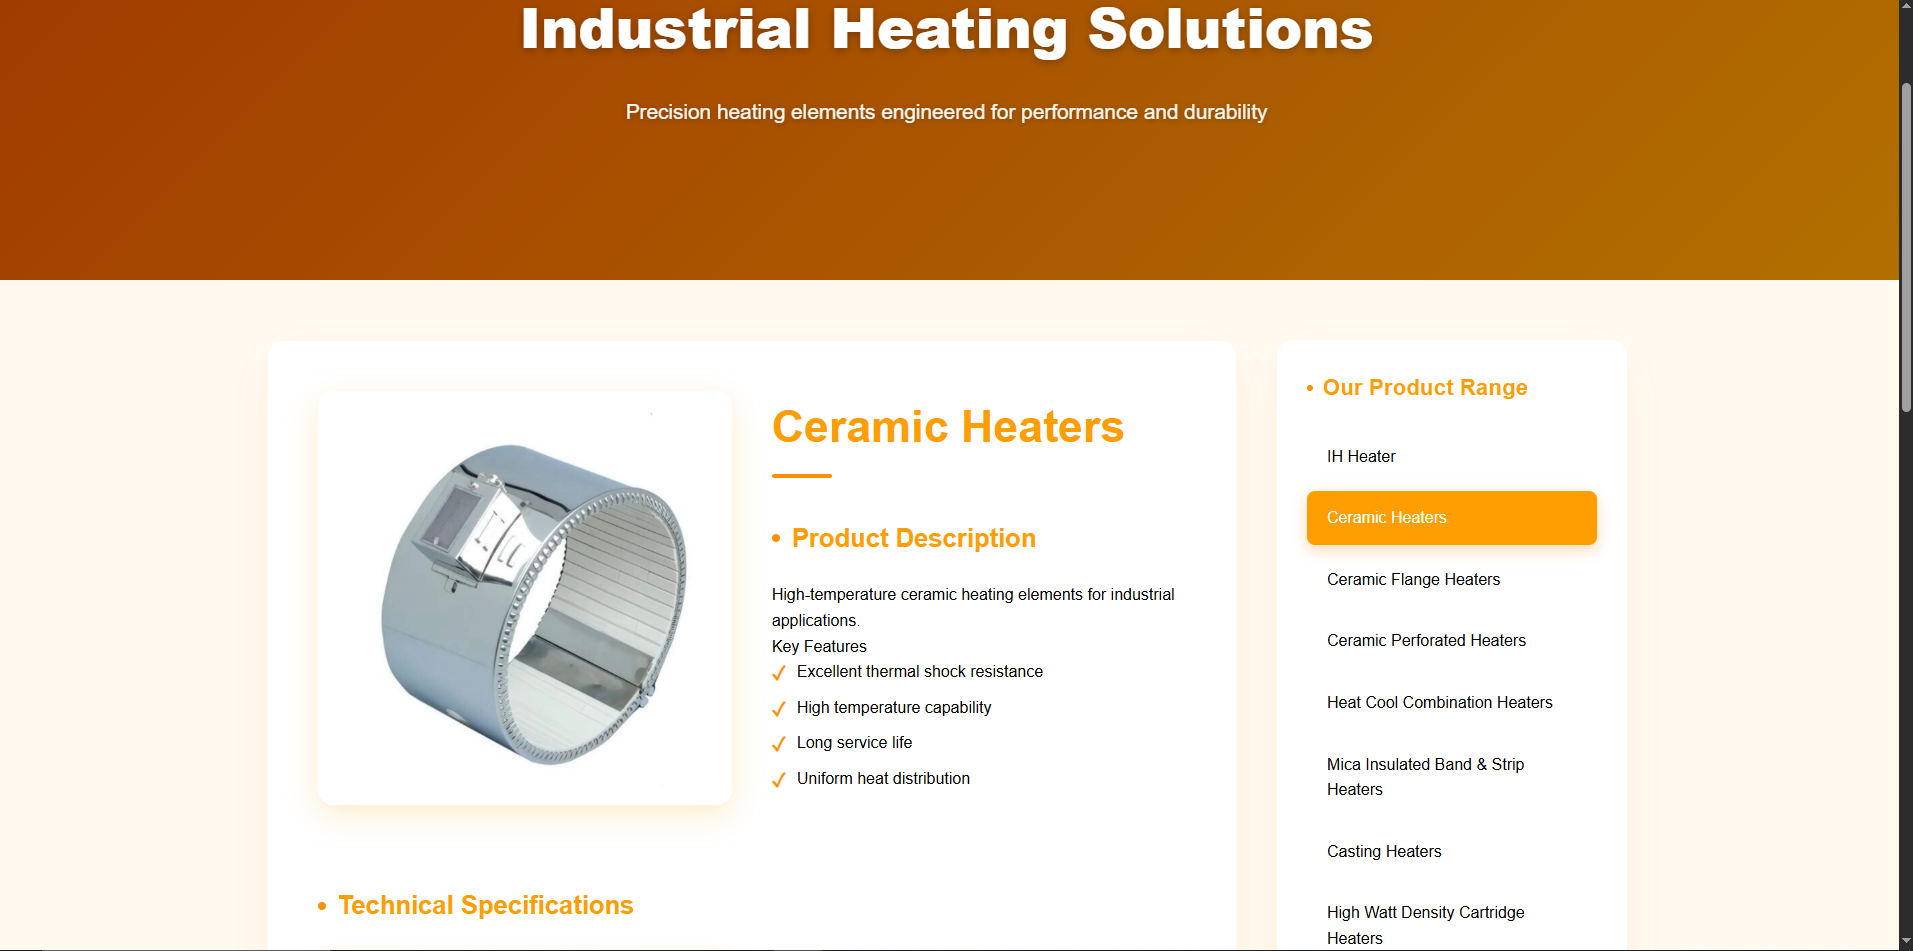 Industrial Heating Solutions
Precision heating elements engineered for performance and durability
Ceramic Heaters
• Product Description
High-temperature ceramic heating elements for industrial
applications.
Key Features
✓ Excellent thermal shock resistance
✓ High temperature capability
✓ Long service life
✓ Uniform heat distribution
• Technical Specifications
• Our Product Range
IH Heater
Ceramic Heaters
Ceramic Flange Heaters
Ceramic Perforated Heaters
Heat Cool Combination Heaters
Mica Insulated Band & Strip
Heaters
Casting Heaters
High Watt Density Cartridge
Heaters